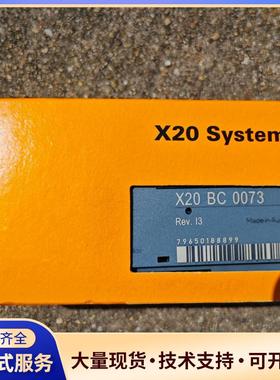 X20 System
X20 BC 0073
Rev. I3
Made in Au
79650188899
齐全
式服务
大量现货·技术支持·可开